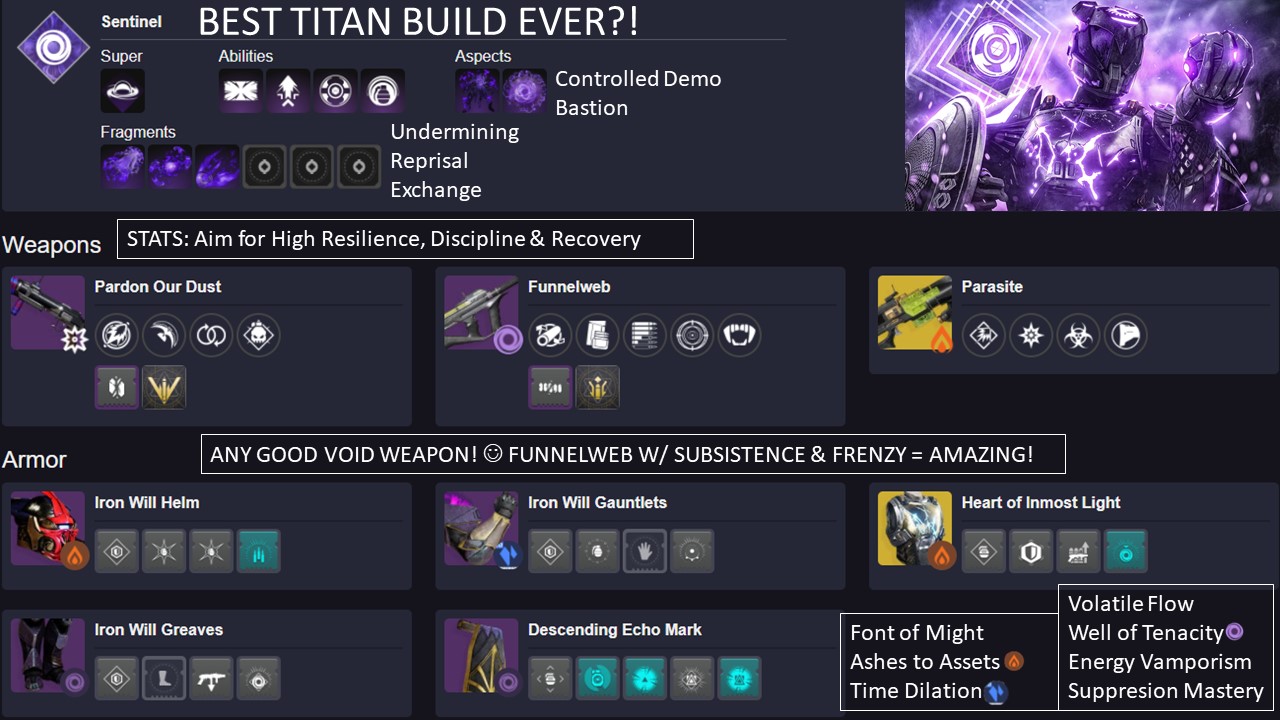 Sentinel
BEST TITAN BUILD EVER?!
Super
Abilities
Aspects
Controlled Demo
Bastion
Fragments
Undermining
Reprisal
Exchange
Weapons
STATS: Aim for High Resilience, Discipline & Recovery
Pardon Our Dust
Funnelweb
Parasite
Armor
ANY GOOD VOID WEAPON! ☺ FUNNELWEB W/ SUBSISTENCE & FRENZY = AMAZING!
Iron Will Helm
Iron Will Gauntlets
Heart of Inmost Light
Iron Will Greaves
Descending Echo Mark
Font of Might
Ashes to Assets
Time Dilation
Volatile Flow
Well of Tenacity
Energy Vamporism
Suppresion Mastery